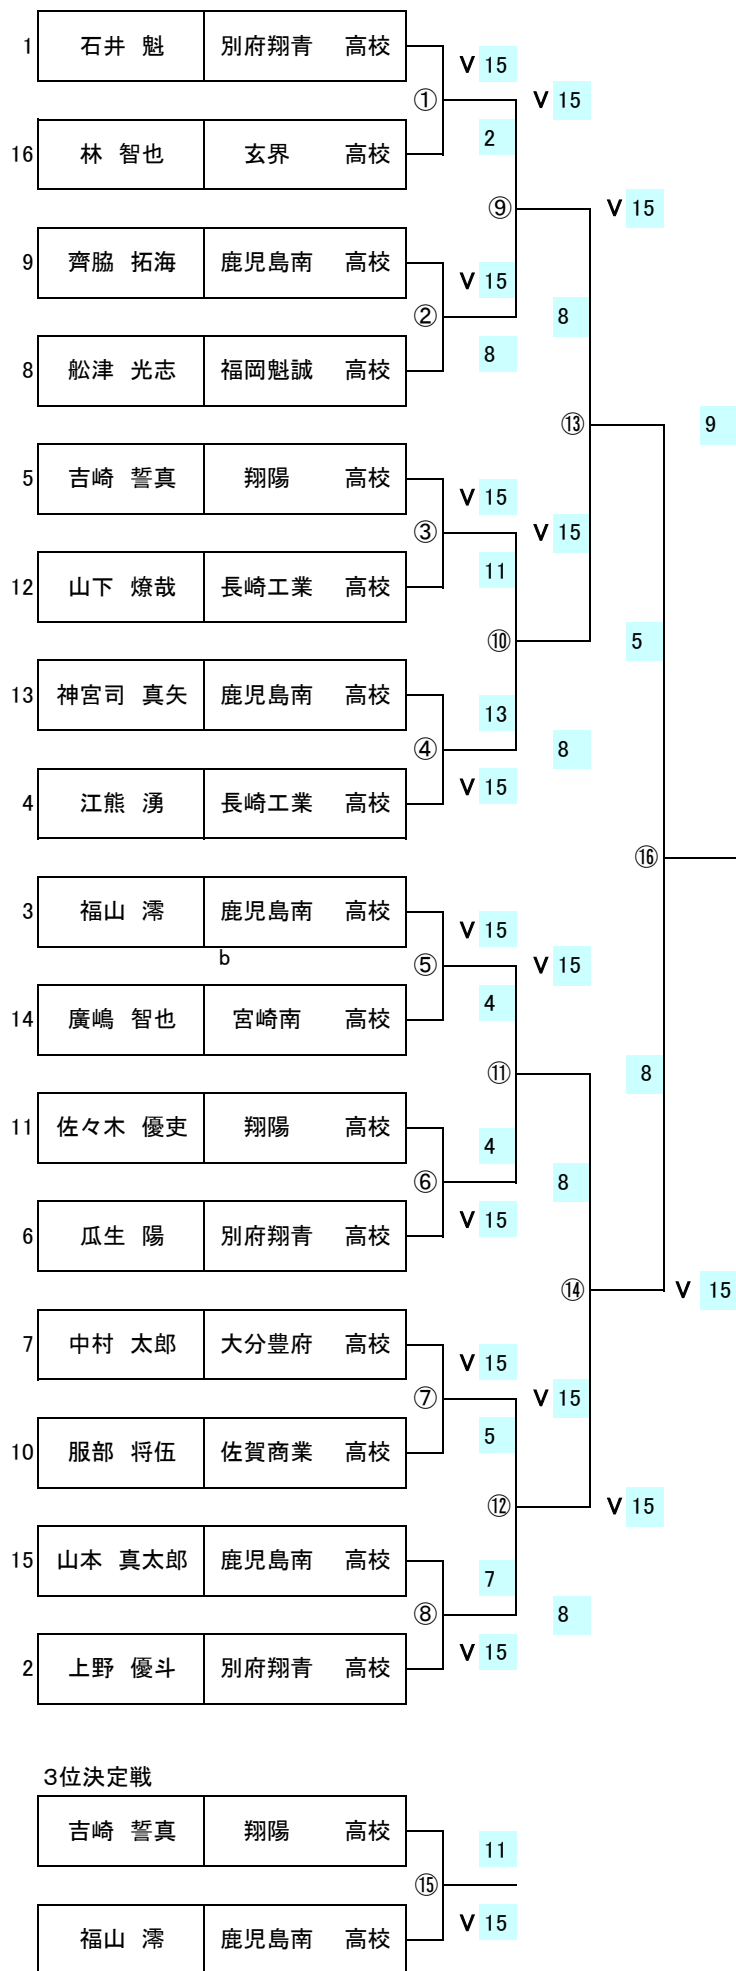 1 石井 魁 別府翔青 高校
V 15
① V 15
2
16 林 智也 玄界 高校
⑨ V 15
9 齊脇 拓海 鹿児島南 高校
V 15
② 8
8
8 舩津 光志 福岡魁誠 高校
⑬ 9
5 吉崎 誓真 翔陽 高校
V 15
③ V 15
11
12 山下 燎哉 長崎工業 高校
⑩ 5
13 神宮司 真矢 鹿児島南 高校
13
④ 8
V 15
4 江熊 湧 長崎工業 高校
⑯
3 福山 澪 鹿児島南 高校
V 15
b
⑤ V 15
4
14 廣嶋 智也 宮崎南 高校
⑪ 8
11 佐々木 優吏 翔陽 高校
4
⑥ 8
V 15
6 瓜生 陽 別府翔青 高校
⑭ V 15
7 中村 太郎 大分豊府 高校
V 15
⑦ V 15
5
10 服部 将伍 佐賀商業 高校
⑫ V 15
15 山本 真太郎 鹿児島南 高校
7
⑧ 8
V 15
2 上野 優斗 別府翔青 高校
3位決定戦
吉崎 誓真 翔陽 高校
11
⑮
V 15
福山 澪 鹿児島南 高校